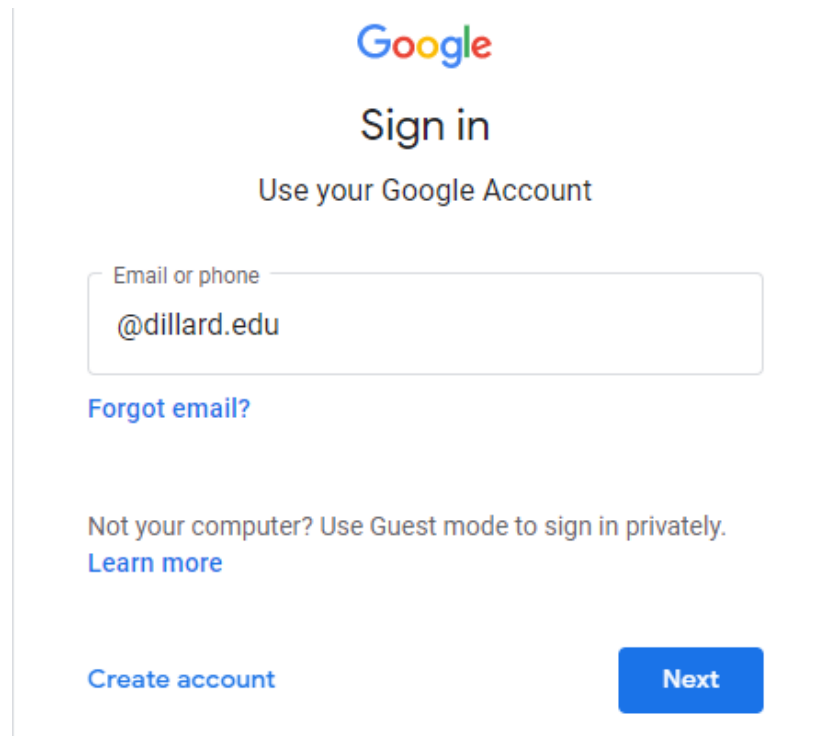 Google
Sign in
Use your Google Account
Email or phone
@dillard.edu
Forgot email?
Not your computer? Use Guest mode to sign in privately.
Learn more
Create account
Next